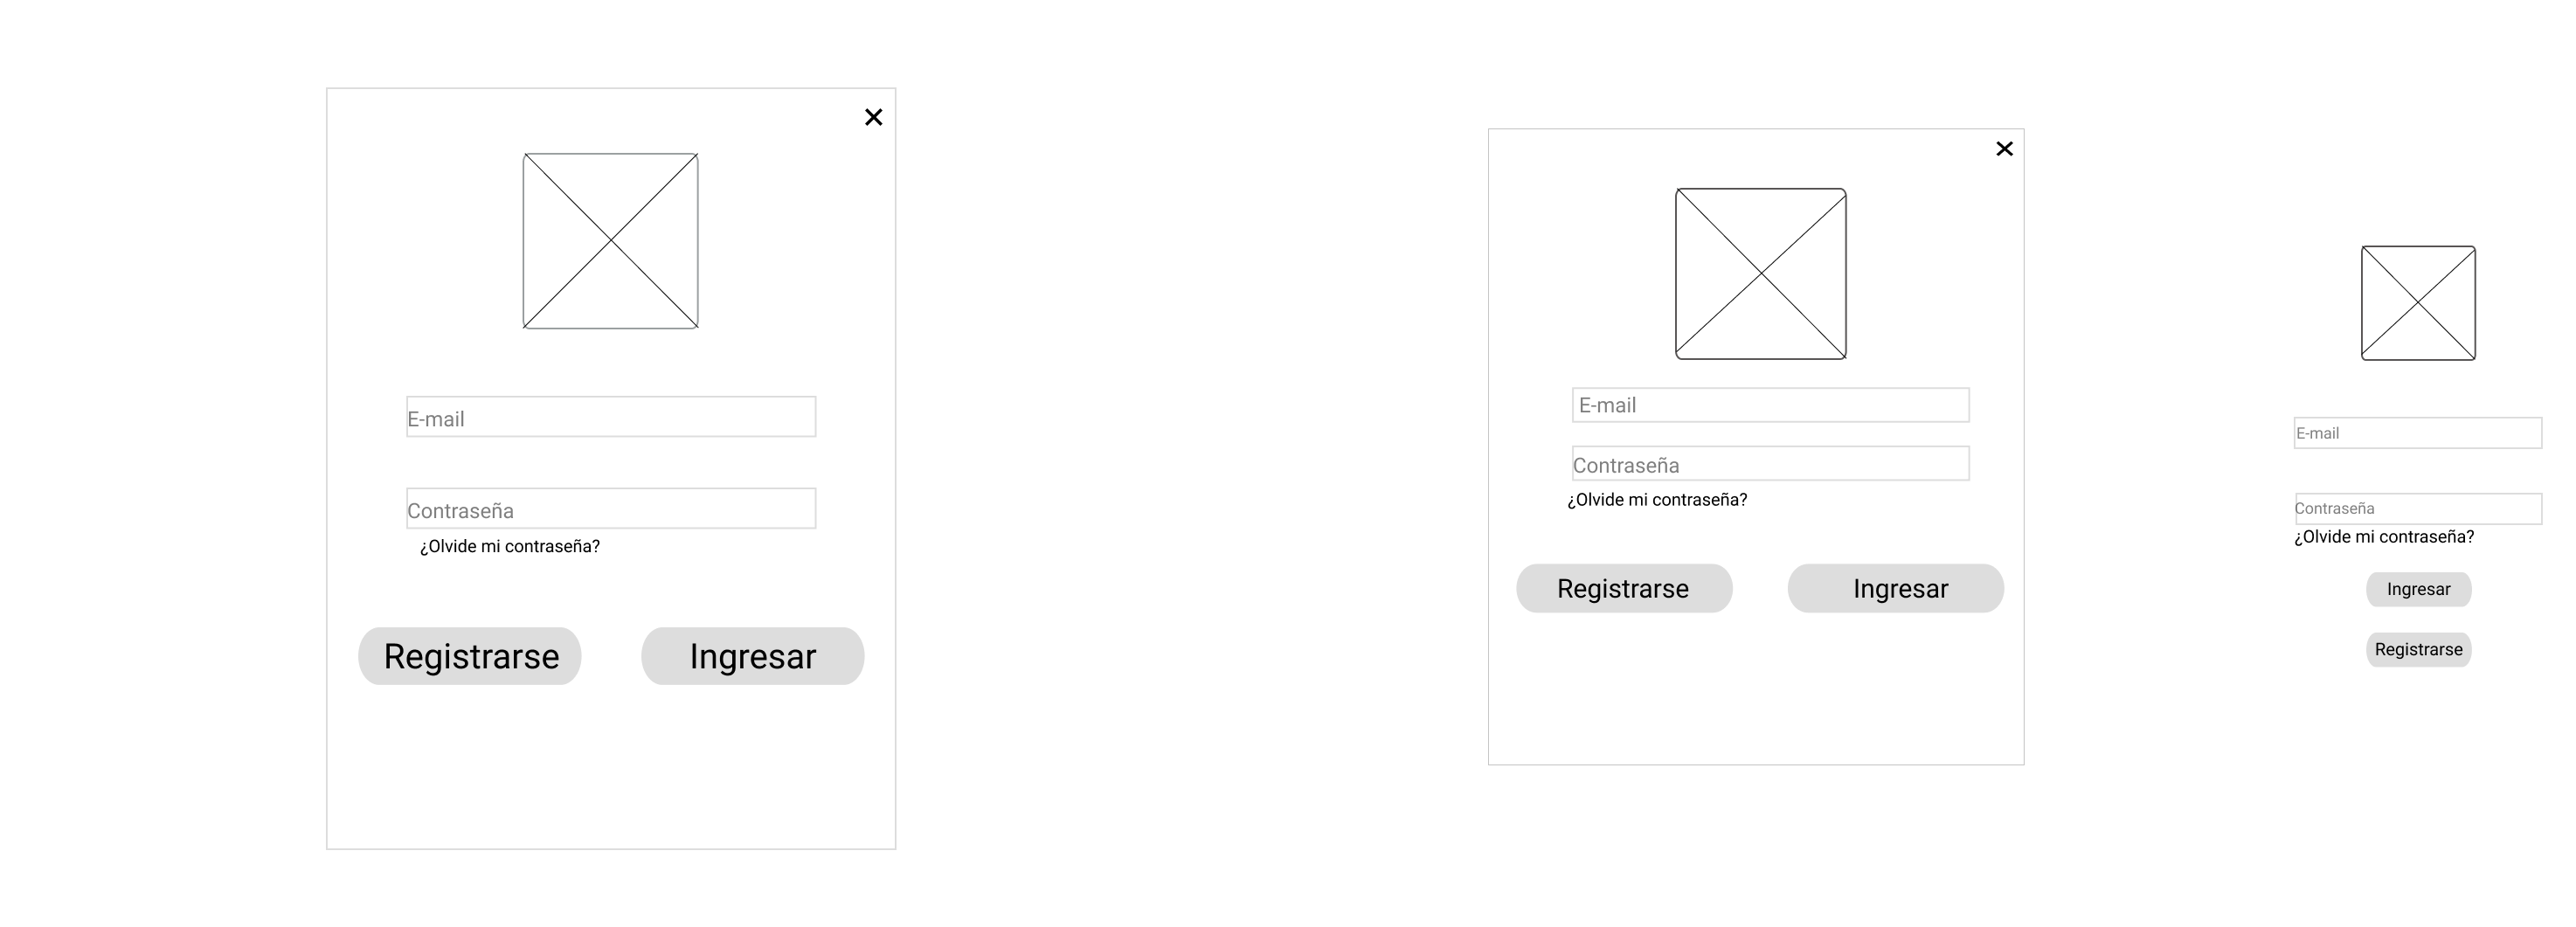 E-mail
Contraseña
¿Olvide mi contraseña?
Registrarse
Ingresar
E-mail
Contraseña
¿Olvide mi contraseña?
Registrarse
Ingresar
E-mail
Contraseña
¿Olvide mi contraseña?
Ingresar
Registrarse